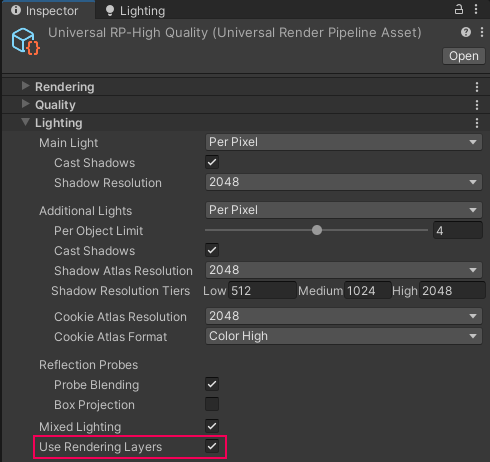 Inspector Lighting
Universal RP-High Quality (Universal Render Pipeline Asset)
Open
Rendering
Quality
Lighting
Main Light Per Pixel
Cast Shadows
Shadow Resolution 2048
Additional Lights Per Pixel
Per Object Limit 4
Cast Shadows
Shadow Atlas Resolution 2048
Shadow Resolution Tiers Low 512 Medium 1024 High 2048
Cookie Atlas Resolution 2048
Cookie Atlas Format Color High
Reflection Probes
Probe Blending
Box Projection
Mixed Lighting
Use Rendering Layers